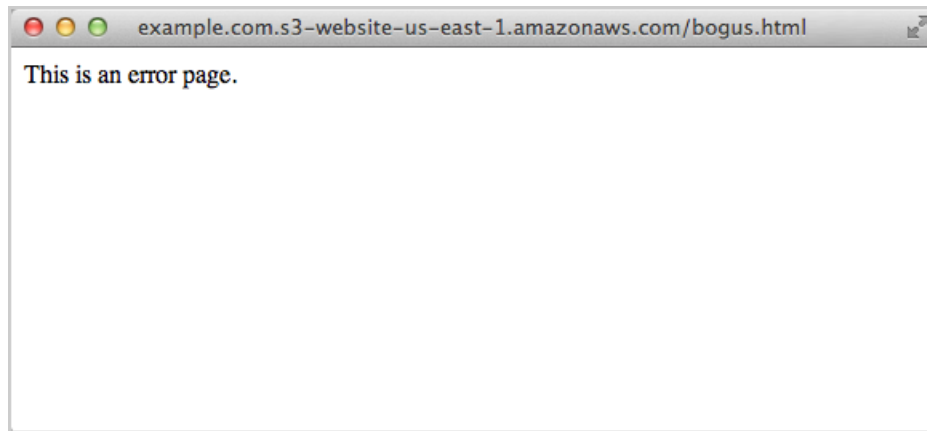 example.com.s3-website-us-east-1.amazonaws.com/bogus.html
This is an error page.